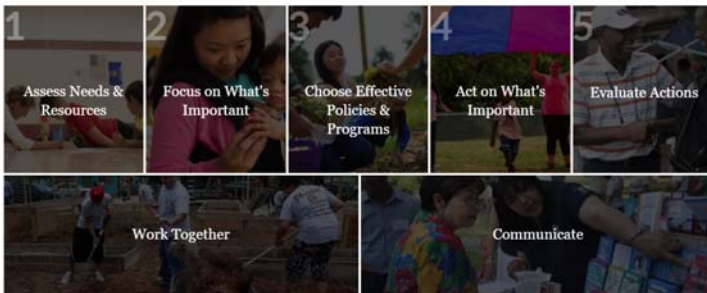 1
Assess Needs &
Resources
2
Focus on What's
Important
3
Choose Effective
Policies &
Programs
4
Act on What's
Important
5
Evaluate Actions
Work Together
Communicate